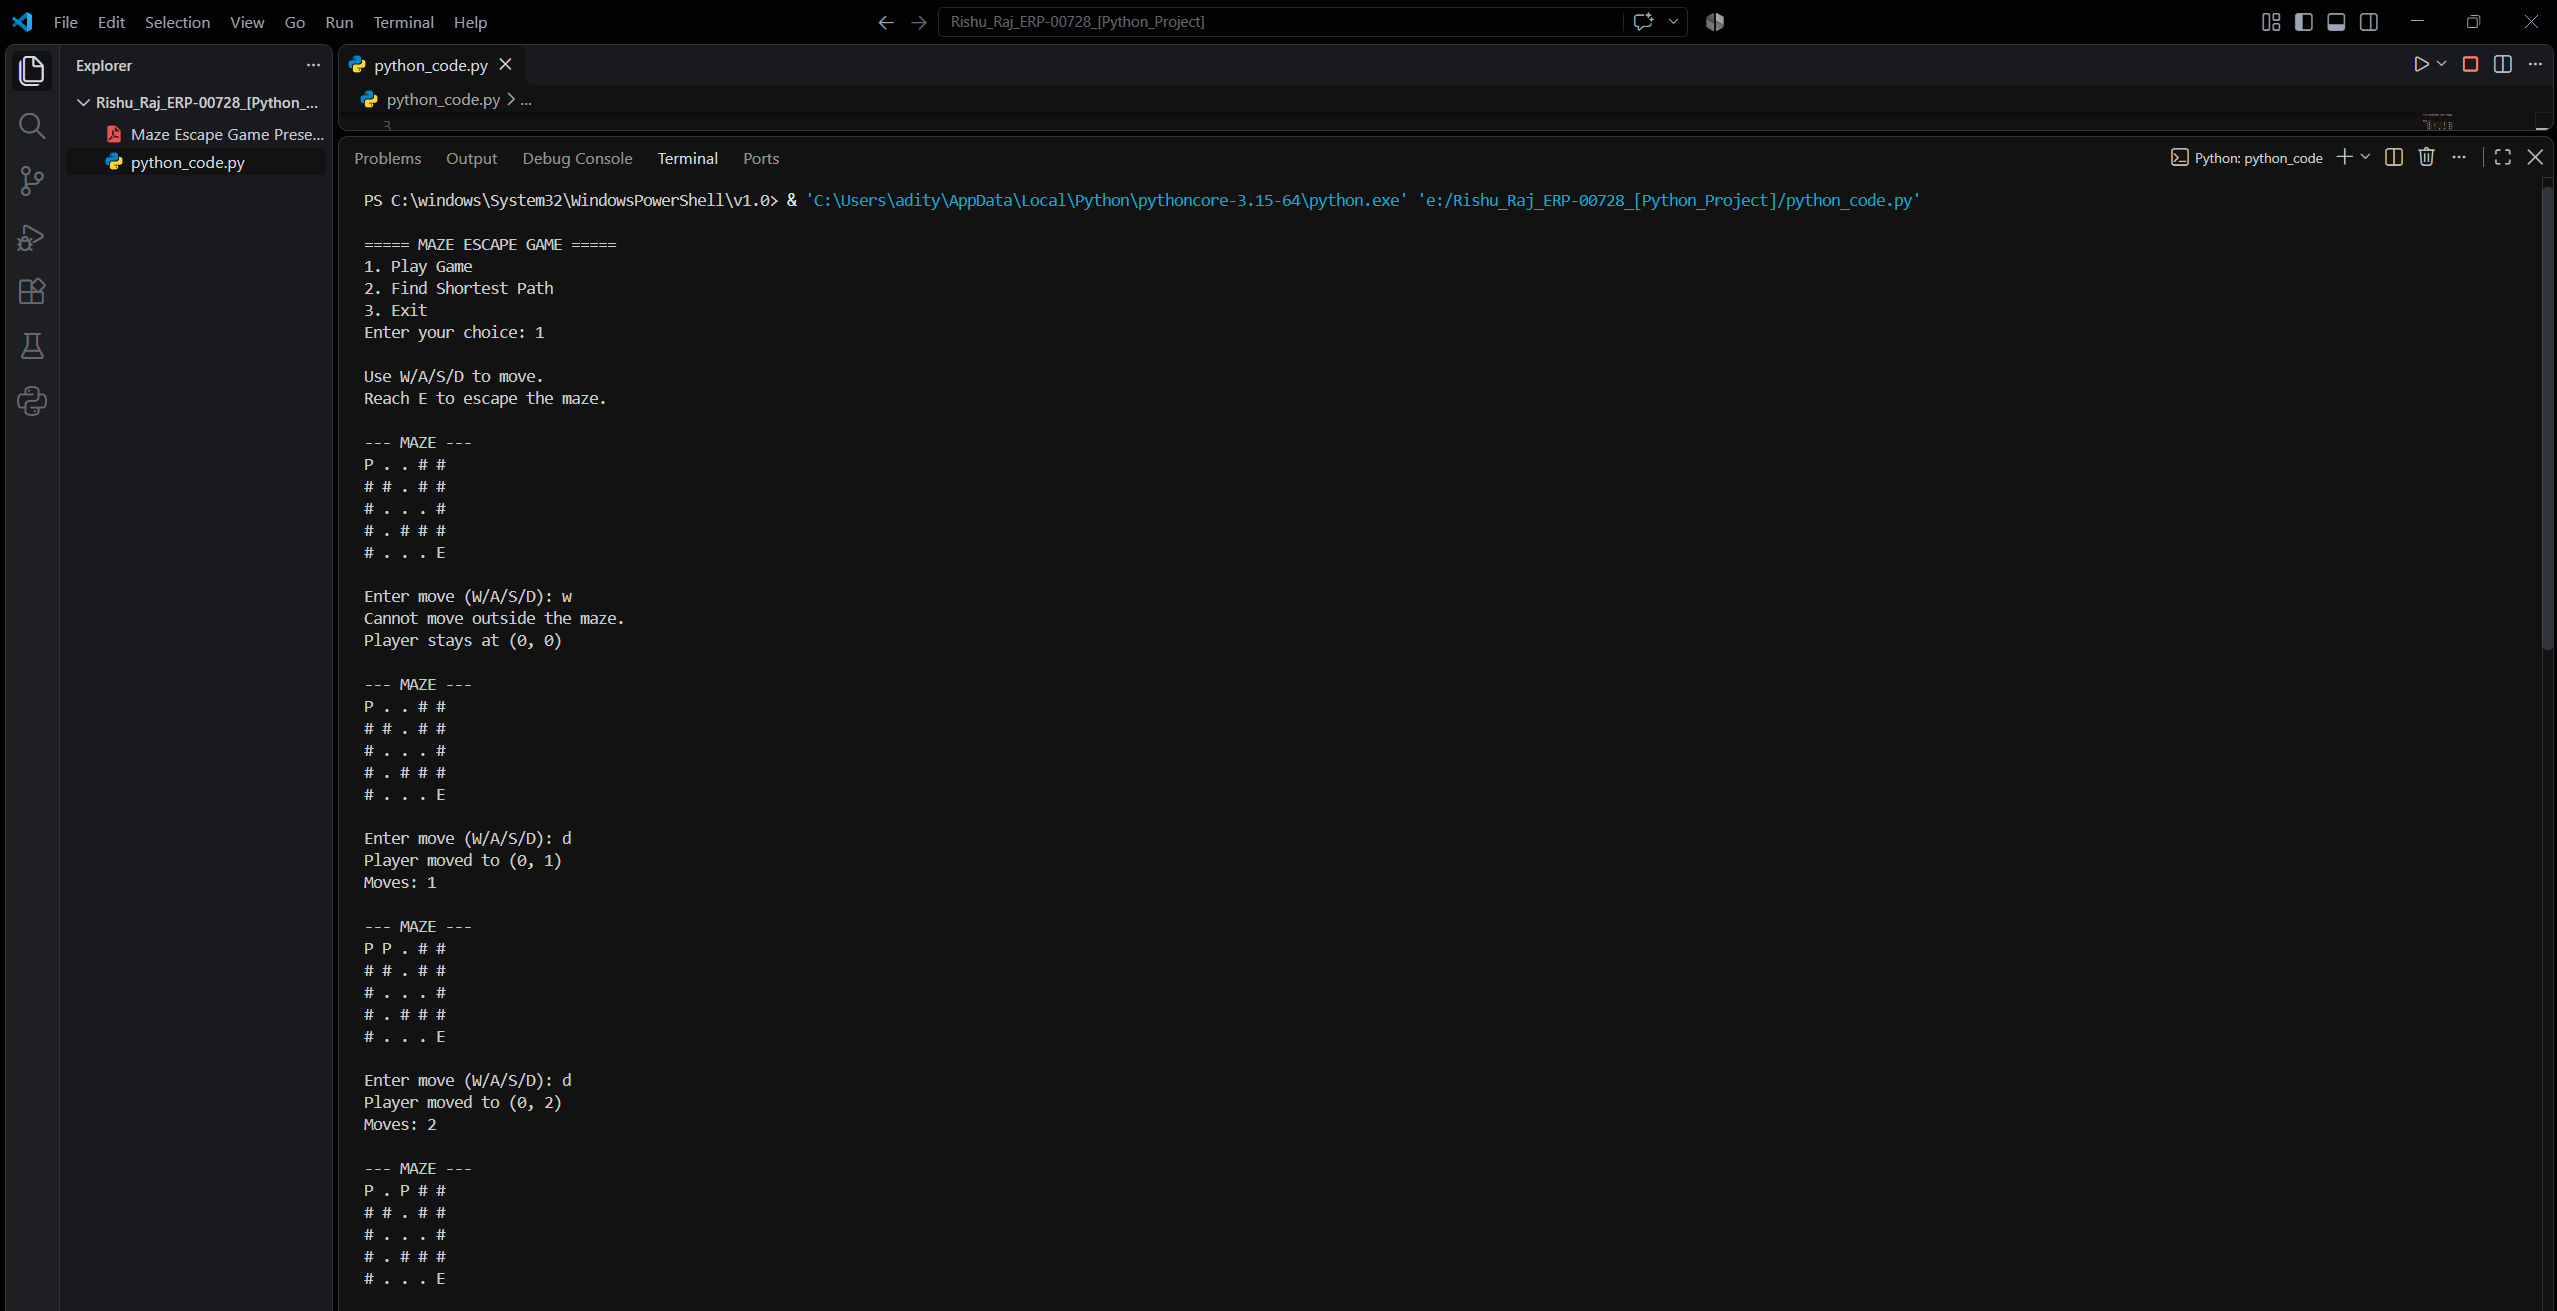 File Edit Selection View Go Run Terminal Help
Rishu_Raj_ERP-00728_[Python_Project]
Explorer
Rishu_Raj_ERP-00728_[Python_...
Maze Escape Game Prese...
python_code.py
python_code.py
python_code.py > ...
3
Problems Output Debug Console Terminal Ports
Python: python_code
PS C:\windows\System32\WindowsPowerShell\v1.0> & 'C:\Users\adity\AppData\Local\Python\pythoncore-3.15-64\python.exe' 'e:/Rishu_Raj_ERP-00728_[Python_Project]/python_code.py'
===== MAZE ESCAPE GAME =====
1. Play Game
2. Find Shortest Path
3. Exit
Enter your choice: 1
Use W/A/S/D to move.
Reach E to escape the maze.
--- MAZE ---
P . . # #
# # . # #
# . . . #
# . # # #
# . . . E
Enter move (W/A/S/D): w
Cannot move outside the maze.
Player stays at (0, 0)
--- MAZE ---
P . . # #
# # . # #
# . . . #
# . # # #
# . . . E
Enter move (W/A/S/D): d
Player moved to (0, 1)
Moves: 1
--- MAZE ---
P P . # #
# # . # #
# . . . #
# . # # #
# . . . E
Enter move (W/A/S/D): d
Player moved to (0, 2)
Moves: 2
--- MAZE ---
P . P # #
# # . # #
# . . . #
# . # # #
# . . . E